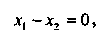 x₁ − x₂ = 0,